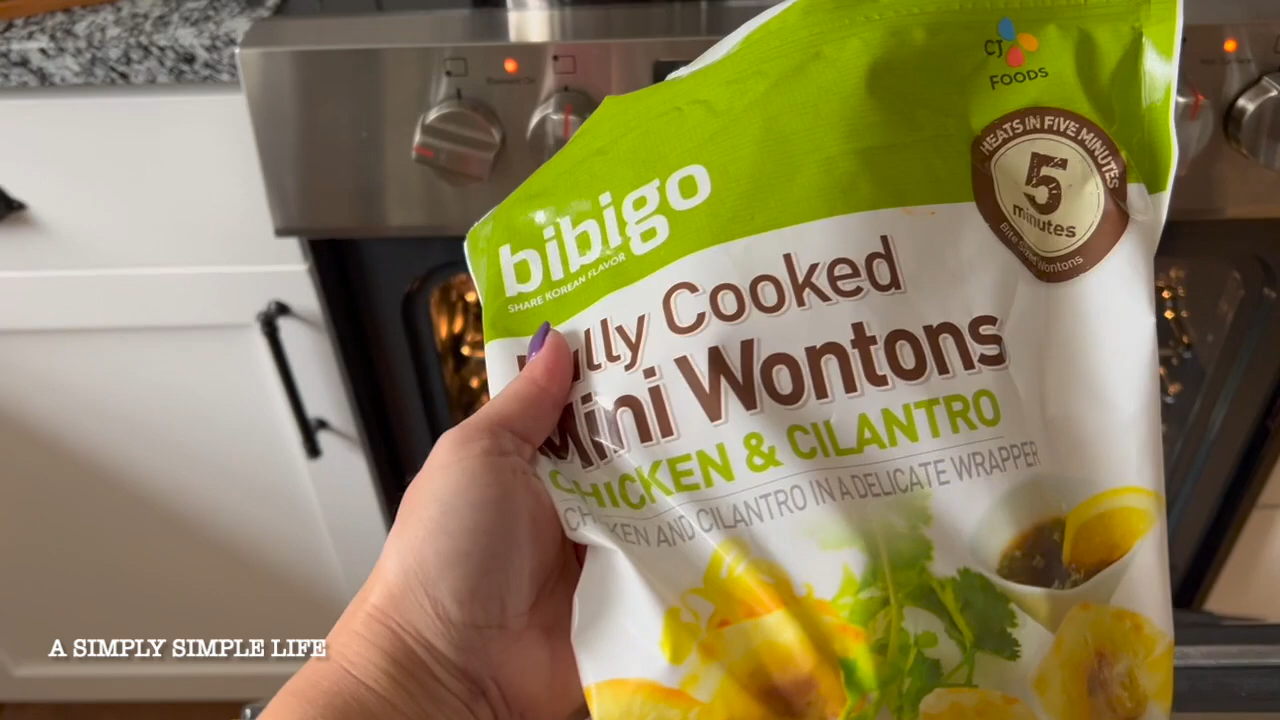 CJ
FOODS
HEATS IN FIVE MINUTES
5
minutes
Bite sized Wontons
bibigo
SHARE KOREAN FLAVOR
Fully Cooked
Mini Wontons
CHICKEN & CILANTRO
CHICKEN AND CILANTRO IN A DELICATE WRAPPER
A SIMPLY SIMPLE LIFE